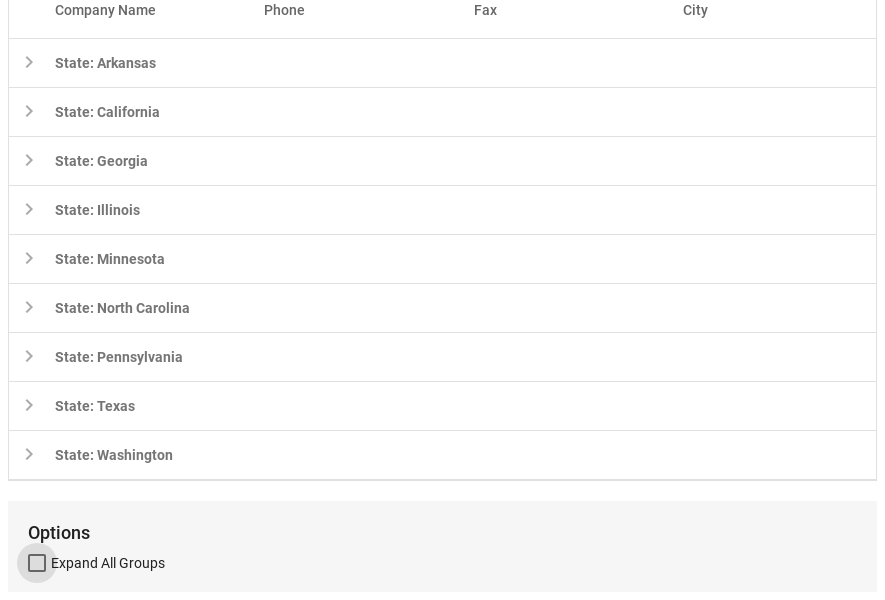 Company Name Phone Fax City
State: Arkansas
State: California
State: Georgia
State: Illinois
State: Minnesota
State: North Carolina
State: Pennsylvania
State: Texas
State: Washington
Options
Expand All Groups